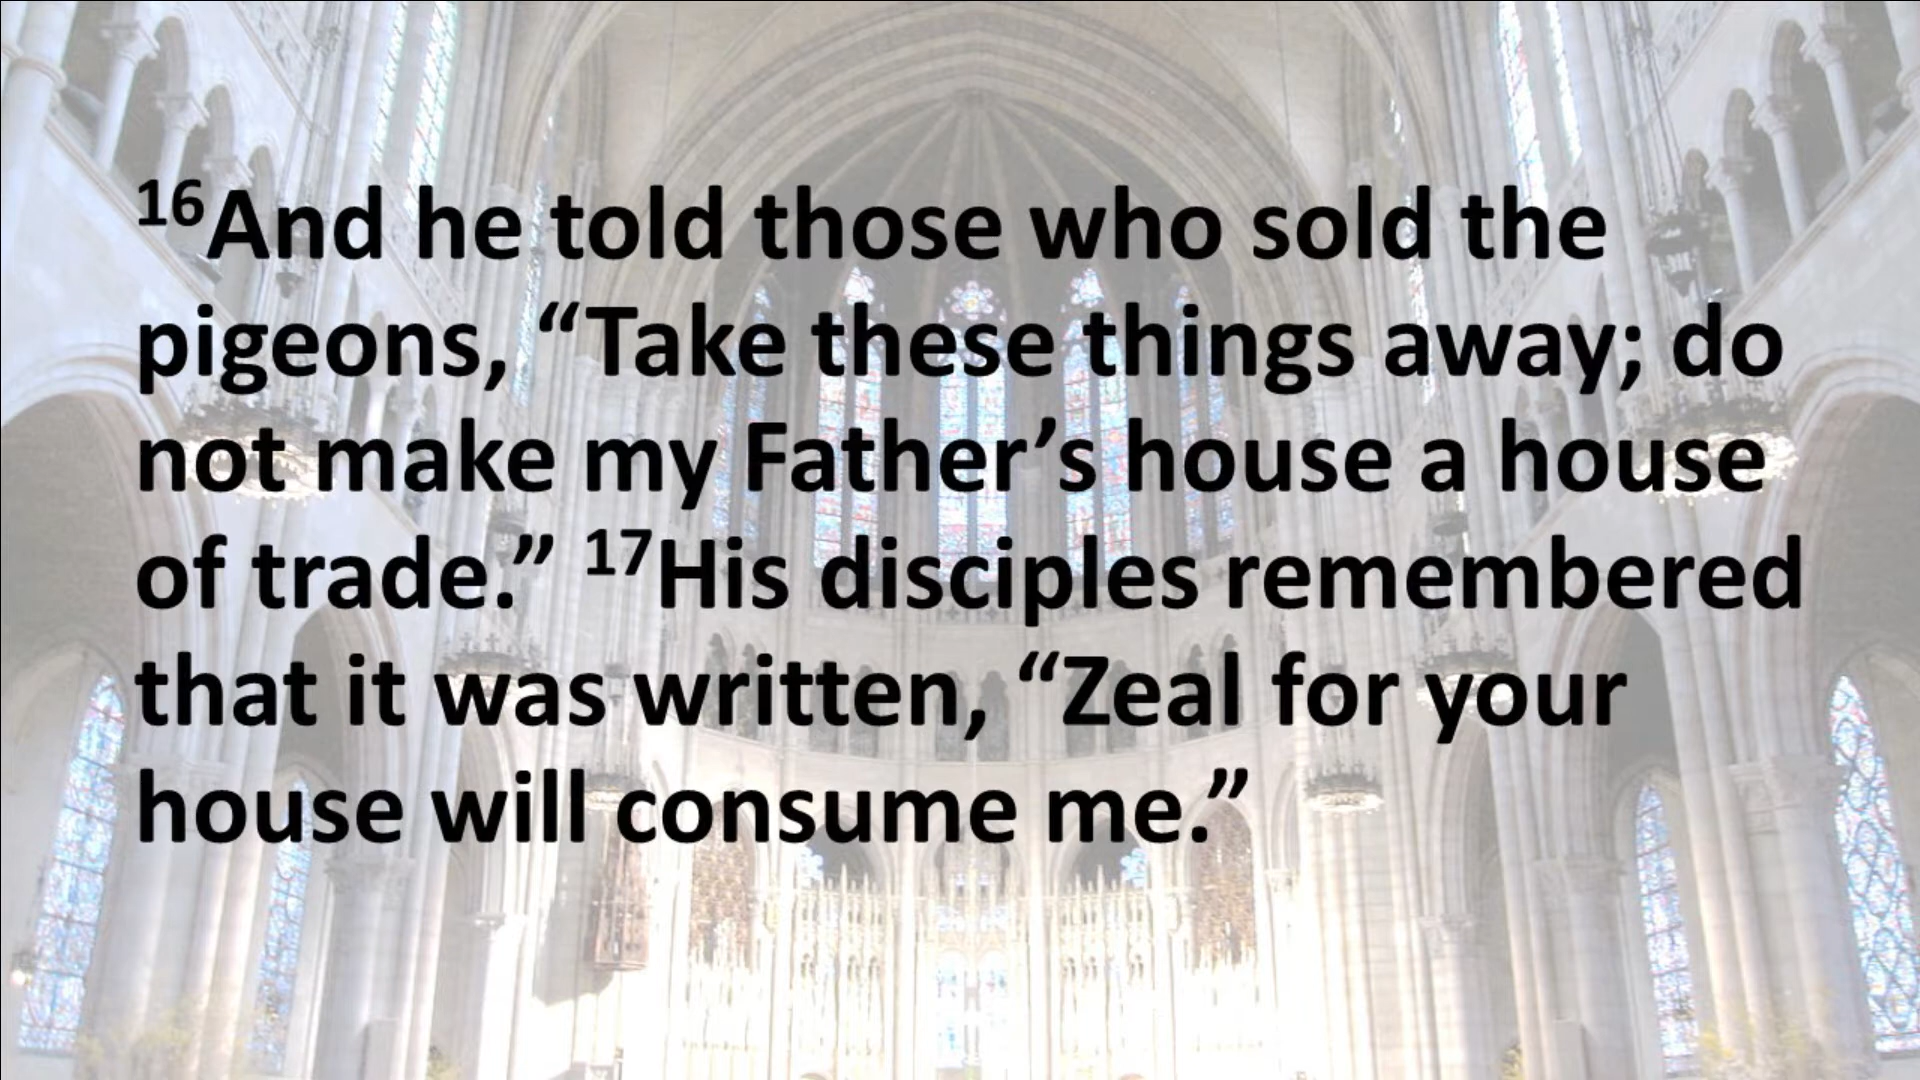 16And he told those who sold the
pigeons, “Take these things away; do
not make my Father’s house a house
of trade.” 17His disciples remembered
that it was written, “Zeal for your
house will consume me.”